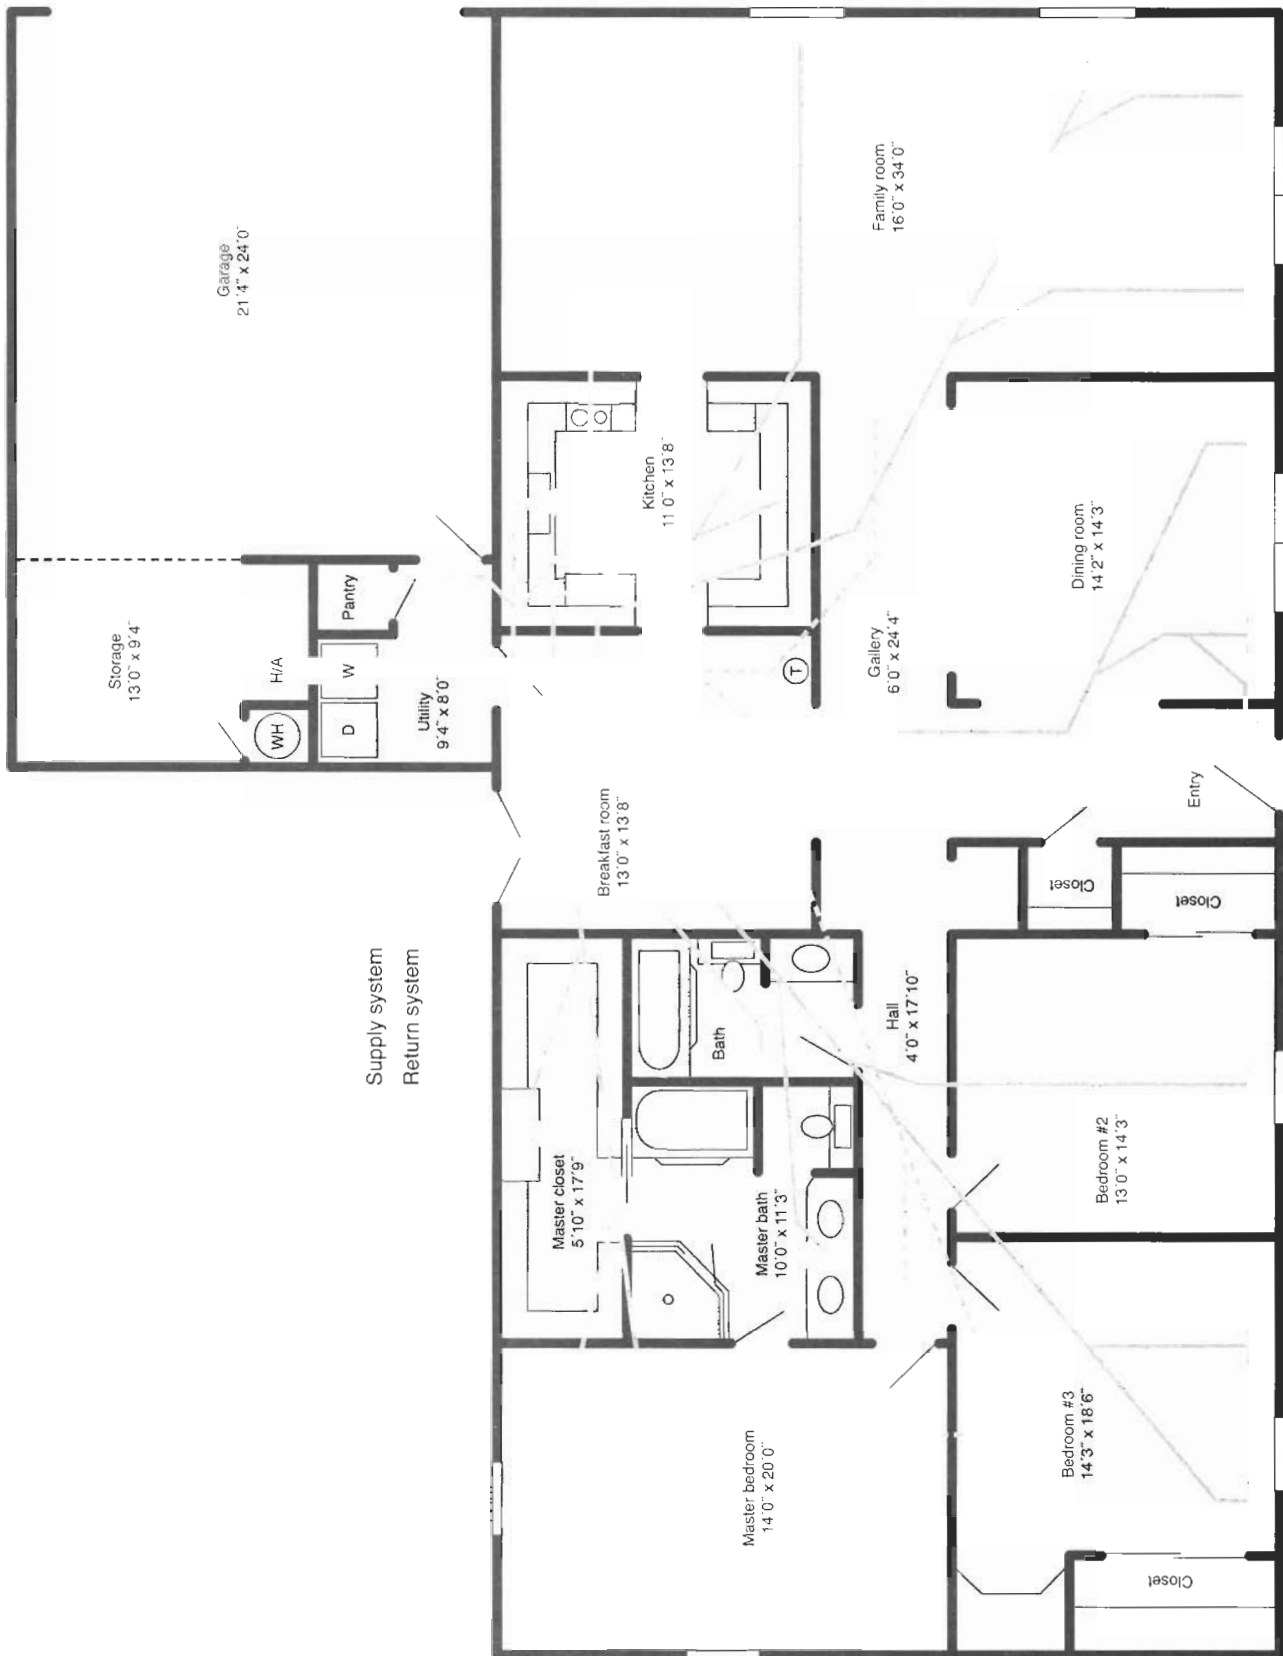 Garage
21'4" x 24'0"
Storage
13'0" x 9'4"
H/A
WH
Pantry
W
D
Utility
9'4" x 8'0"
Family room
16'0" x 34'0"
Kitchen
11'0" x 13'8"
T
Gallery
6'0" x 24'4"
Dining room
14'2" x 14'3"
Breakfast room
13'0" x 13'8"
Entry
Closet
Closet
Supply system
Return system
Bath
Hall
4'0" x 17'10"
Master closet
5'10" x 17'9"
Master bath
10'0" x 11'3"
Bedroom #2
13'0" x 14'3"
Master bedroom
14'0" x 20'0"
Bedroom #3
14'3" x 18'6"
Closet